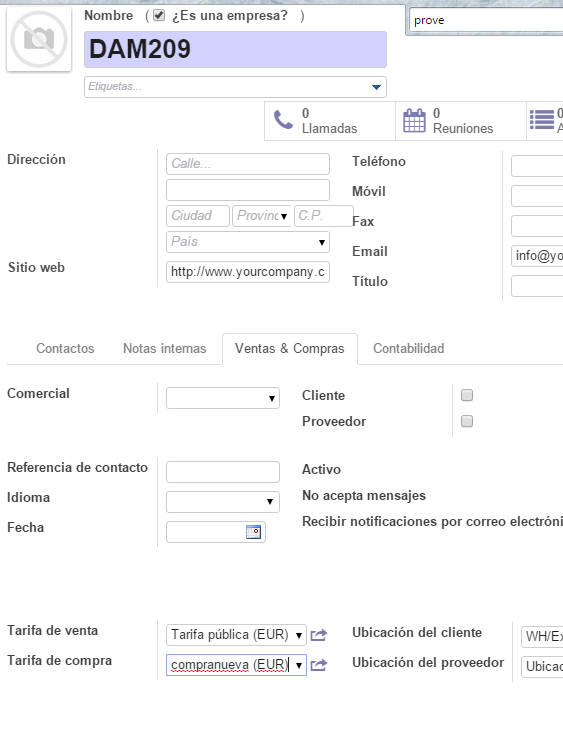 Nombre ( ¿Es una empresa? )
prove
DAM209
Etiquetas...
0
Llamadas
0
Reuniones
0
A
Dirección
Calle...
Ciudad Provinc C.P.
País
Sitio web
http://www.yourcompany.c
Teléfono
Móvil
Fax
Email
info@yo
Título
Contactos Notas internas Ventas & Compras Contabilidad
Comercial
Cliente
Proveedor
Referencia de contacto
Idioma
Fecha
Activo
No acepta mensajes
Recibir notificaciones por correo electróni
Tarifa de venta Tarifa pública (EUR)
Tarifa de compra compranueva (EUR)
Ubicación del cliente WH/Ex
Ubicación del proveedor Ubicac